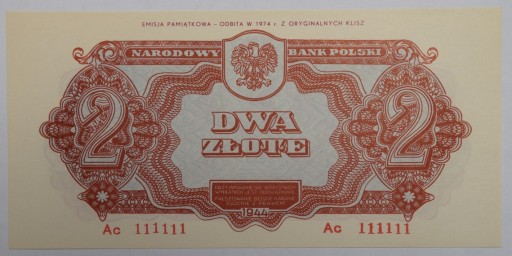 EMISJA PAMIĄTKOWA – ODBITA W 1974 r. Z ORYGINALNYCH KLISZ
NARODOWY BANK POLSKI
2 DWA 2
ZŁOTE
1944
Ac 111111 Ac 111111